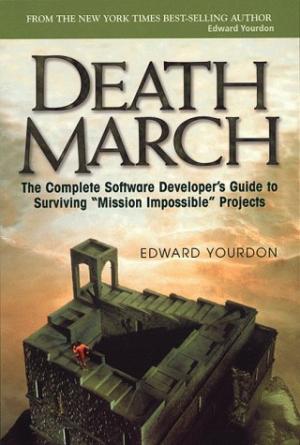 FROM THE NEW YORK TIMES BEST-SELLING AUTHOR
Edward Yourdon
DEATH
MARCH
The Complete Software Developer's Guide to
Surviving "Mission Impossible" Projects
EDWARD YOURDON